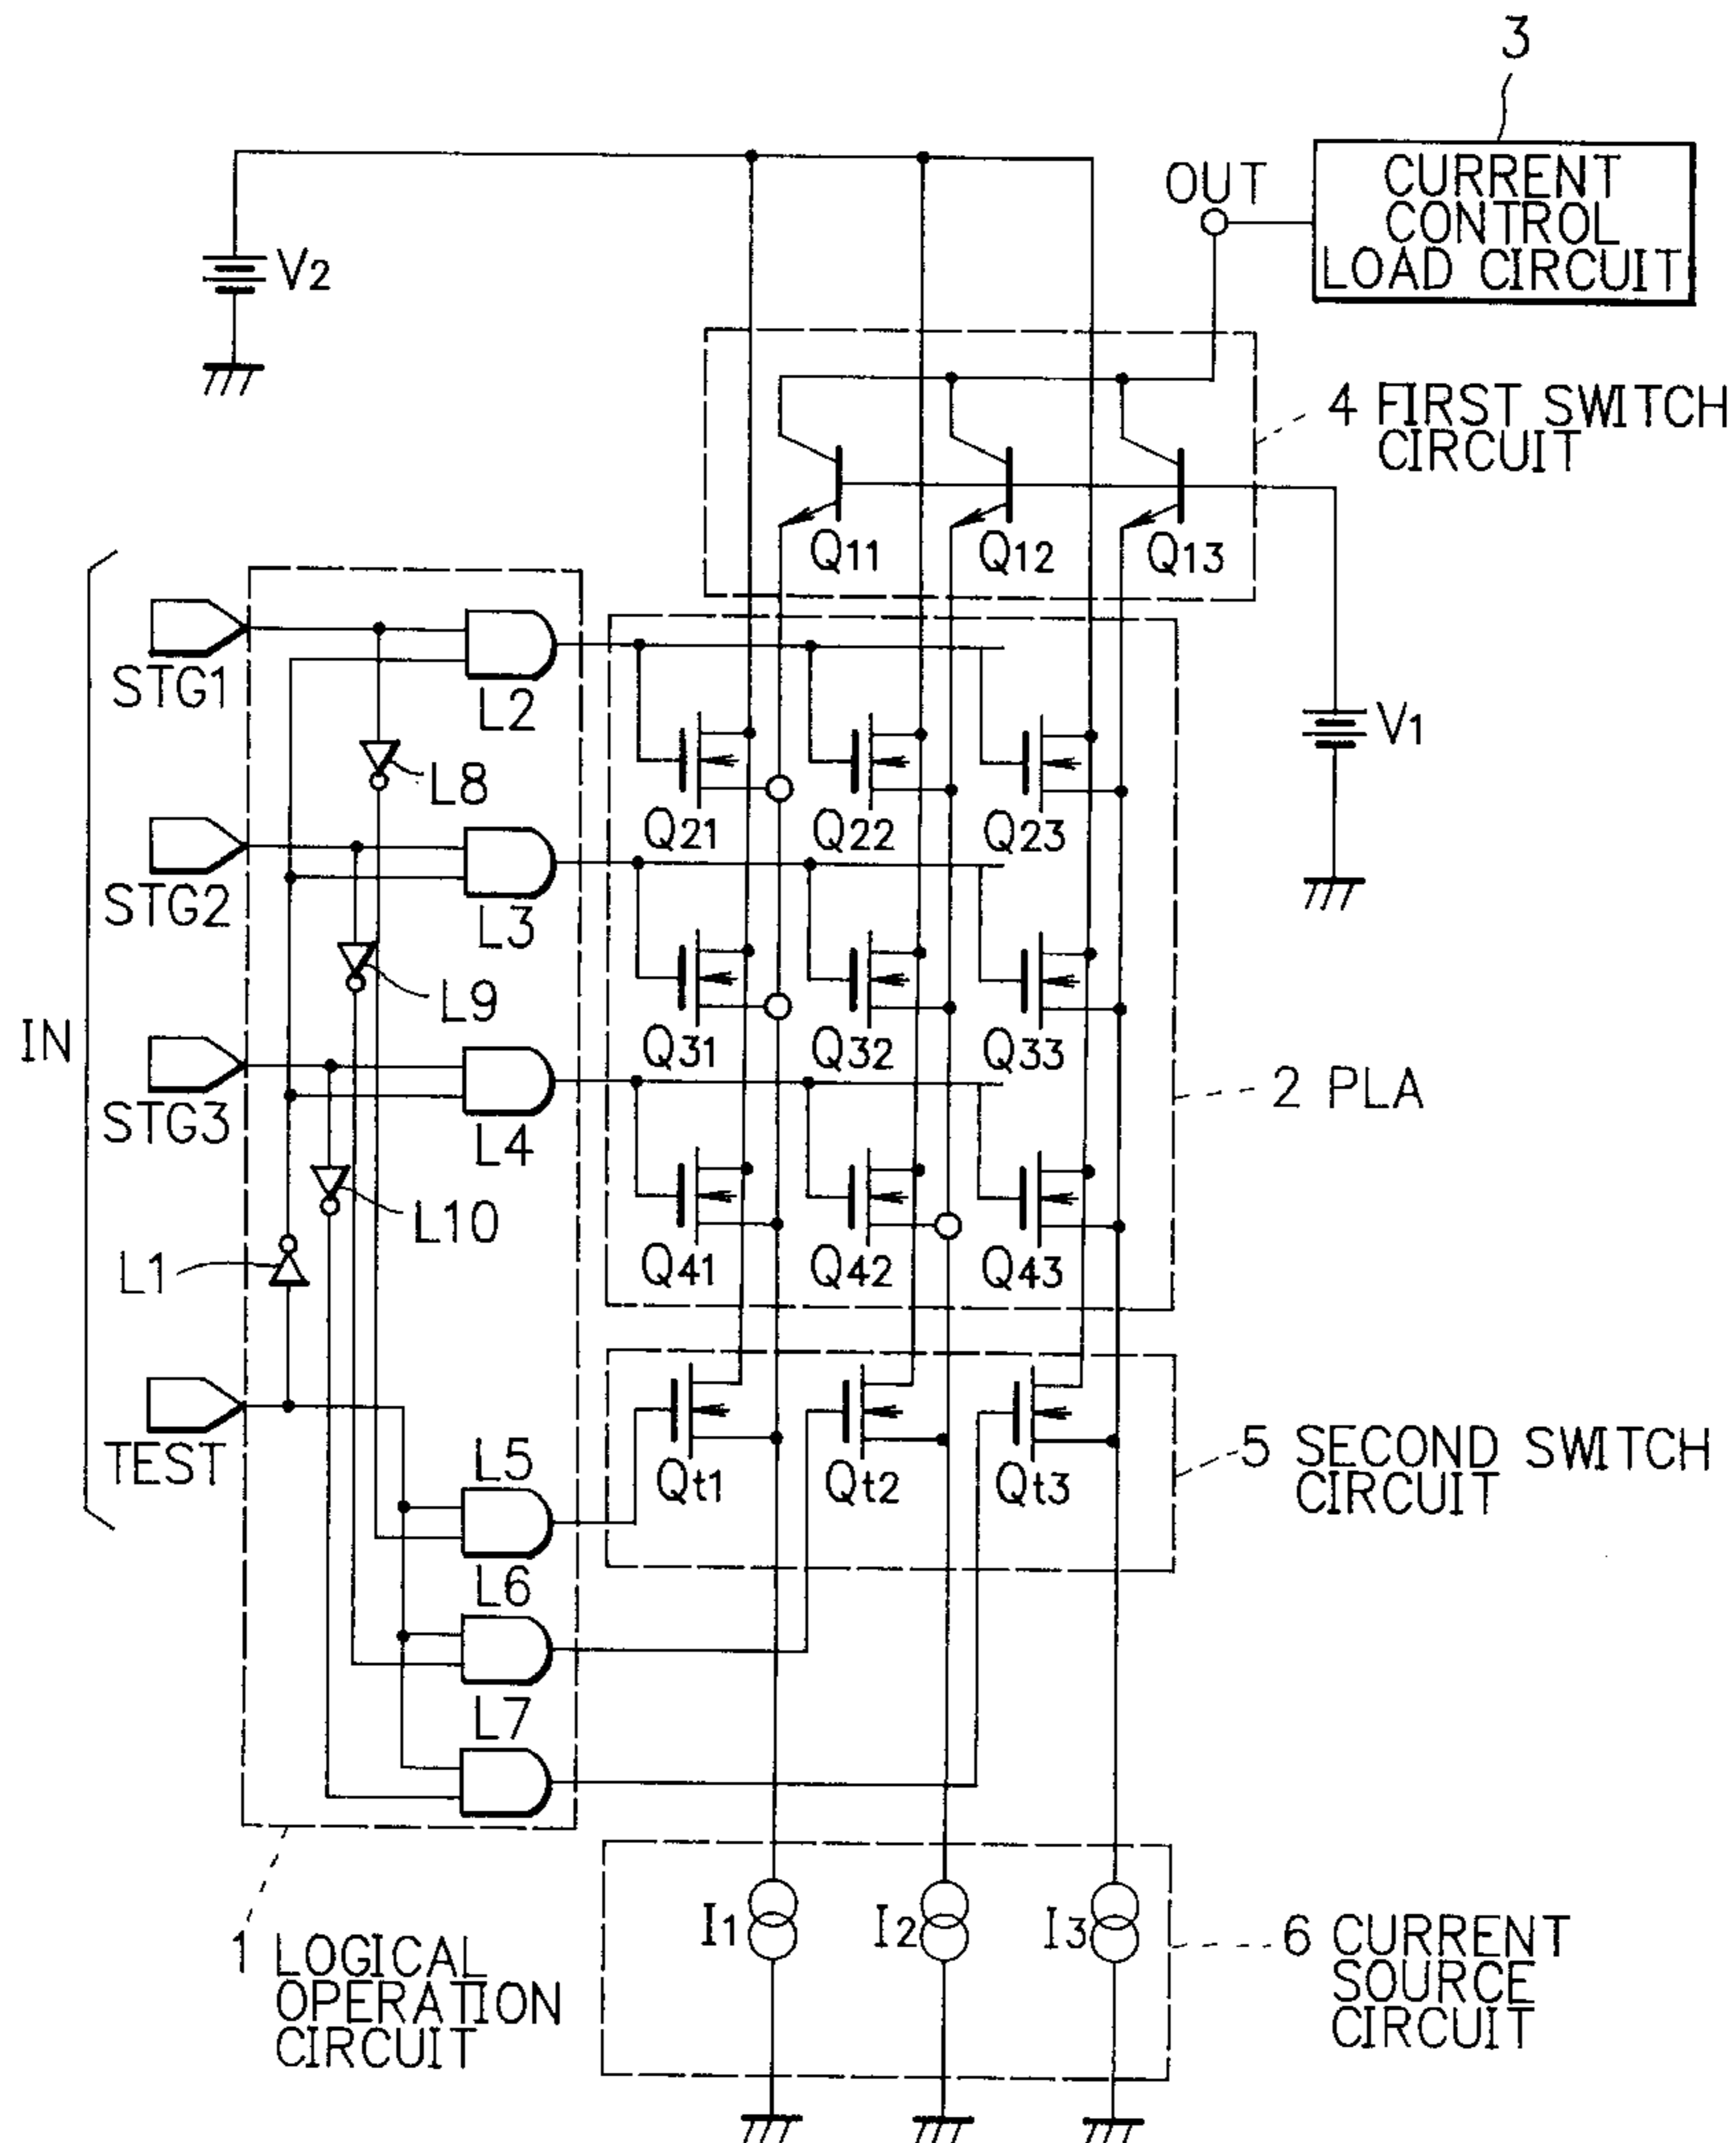 3
CURRENT
CONTROL
LOAD CIRCUIT
OUT
V2
4 FIRST SWITCH
CIRCUIT
Q11
Q12
Q13
STG1
L2
V1
L8
Q21
Q22
Q23
STG2
L3
L9
IN
Q31
Q32
Q33
2 PLA
STG3
L4
L10
L1
Q41
Q42
Q43
TEST
L5
Qt1
Qt2
Qt3
5 SECOND SWITCH
CIRCUIT
L6
L7
I1
I2
I3
1 LOGICAL
OPERATION
CIRCUIT
6 CURRENT
SOURCE
CIRCUIT